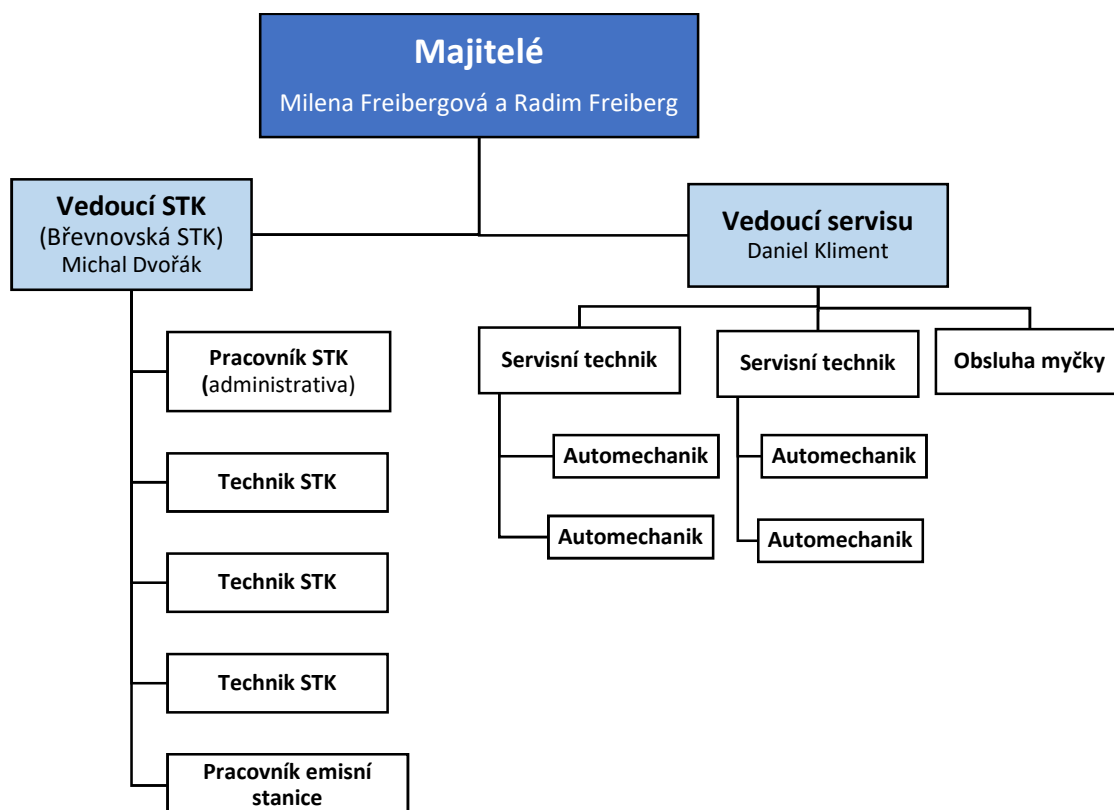 Majitelé
Milena Freibergová a Radim Freiberg
Vedoucí STK
(Břevnovská STK)
Michal Dvořák
Vedoucí servisu
Daniel Kliment
Pracovník STK
(administrativa)
Technik STK
Technik STK
Technik STK
Pracovník emisní
stanice
Servisní technik
Automechanik
Automechanik
Servisní technik
Automechanik
Automechanik
Obsluha myčky